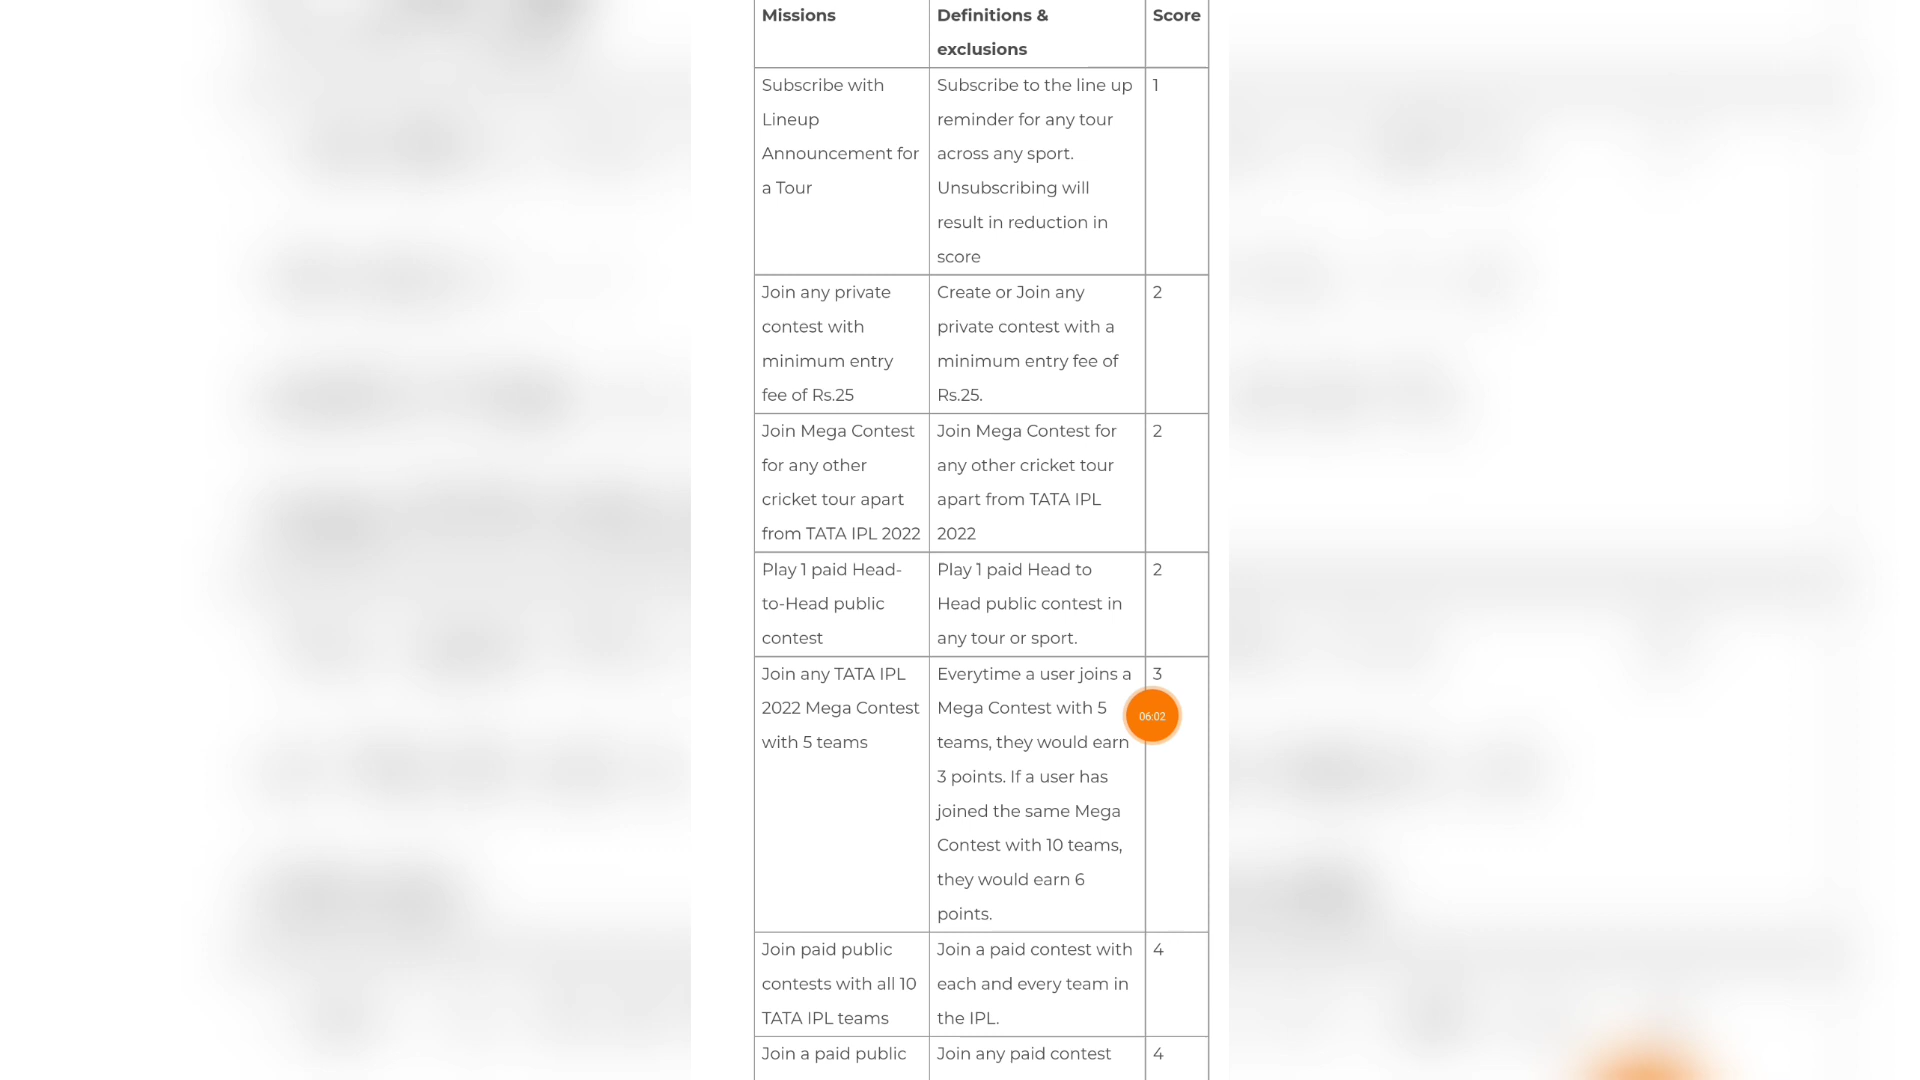 Missions
Definitions &
exclusions
Score
Subscribe with
Lineup
Announcement for
a Tour
Subscribe to the line up
reminder for any tour
across any sport.
Unsubscribing will
result in reduction in
score
1
Join any private
contest with
minimum entry
fee of Rs.25
Create or Join any
private contest with a
minimum entry fee of
Rs.25.
2
Join Mega Contest
for any other
cricket tour apart
from TATA IPL 2022
Join Mega Contest for
any other cricket tour
apart from TATA IPL
2022
2
Play 1 paid Head-
to-Head public
contest
Play 1 paid Head to
Head public contest in
any tour or sport.
2
Join any TATA IPL
2022 Mega Contest
with 5 teams
Everytime a user joins a
Mega Contest with 5
teams, they would earn
3 points. If a user has
joined the same Mega
Contest with 10 teams,
they would earn 6
points.
3
06:02
Join paid public
contests with all 10
TATA IPL teams
Join a paid contest with
each and every team in
the IPL.
4
Join a paid public
Join any paid contest
4